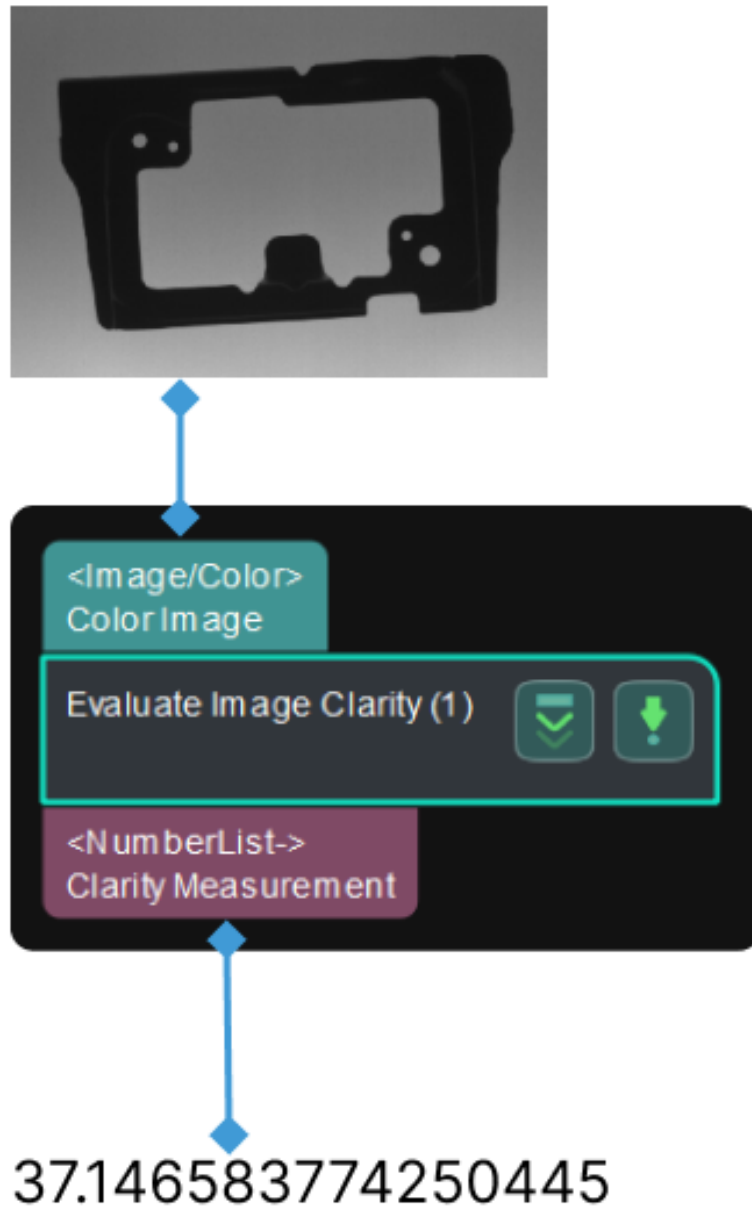 <Image/Color>
Color Image
Evaluate Image Clarity (1)
<NumberList->
Clarity Measurement
37.146583774250445